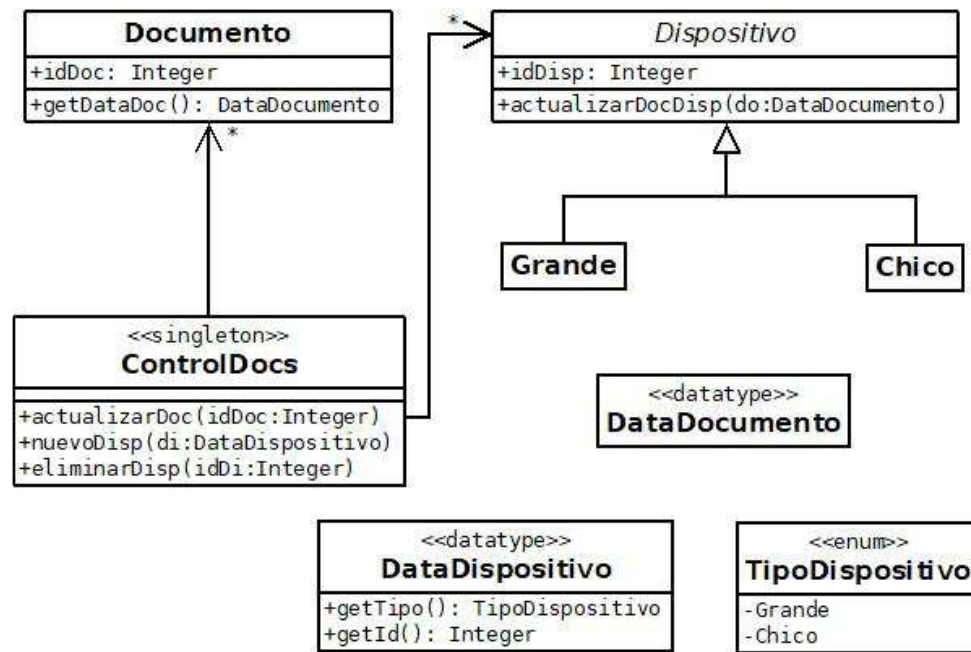 Documento
+idDoc: Integer
+getDataDoc(): DataDocumento
*
*
Dispositivo
+idDisp: Integer
+actualizarDocDisp(do:DataDocumento)
Grande
Chico
<<singleton>>
ControlDocs
+actualizarDoc(idDoc:Integer)
+nuevoDisp(di:DataDispositivo)
+eliminarDisp(idDi:Integer)
<<datatype>>
DataDocumento
<<datatype>>
DataDispositivo
+getTipo(): TipoDispositivo
+getId(): Integer
<<enum>>
TipoDispositivo
-Grande
-Chico